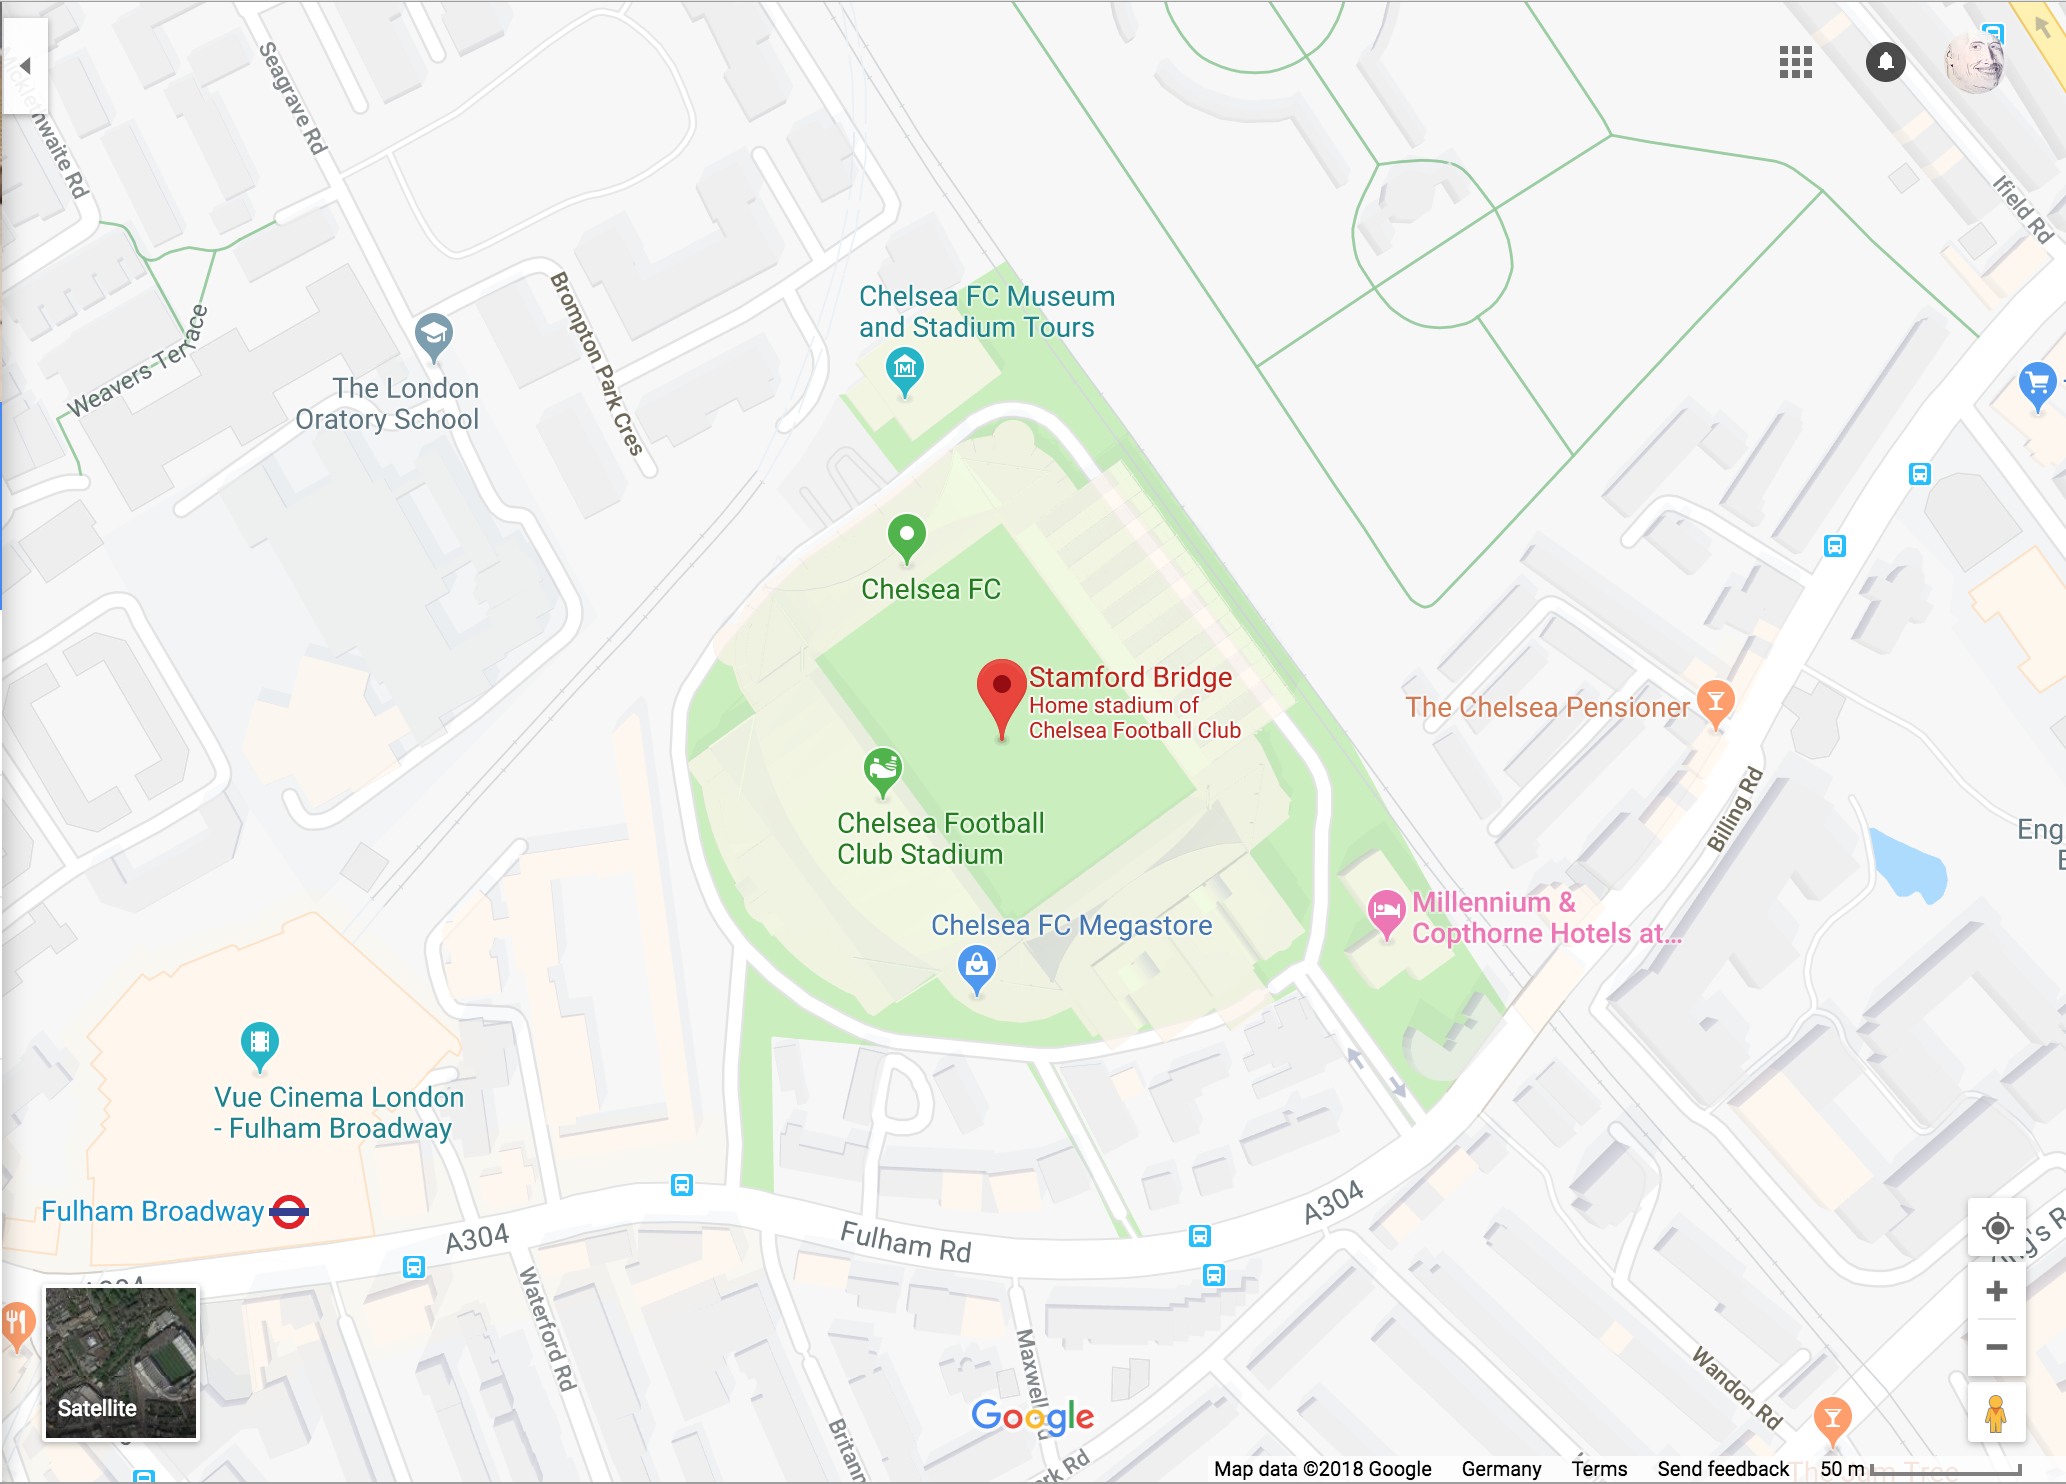 Seagrave Rd
Ifield Rd
Chelsea FC Museum
and Stadium Tours
Brompton Park Cres
Weavers Terrace
The London
Oratory School
Chelsea FC
Stamford Bridge
Home stadium of
Chelsea Football Club
The Chelsea Pensioner
Billing Rd
Chelsea Football
Club Stadium
Eng
E
Millennium &
Copthorne Hotels at...
Chelsea FC Megastore
Vue Cinema London
- Fulham Broadway
Fulham Broadway
A304
A304
Fulham Rd
Waterford Rd
Maxwell
Wandon Rd
Satellite
Britann
Google
rk Rd
Map data ©2018 Google
Germany
Terms
Send feedback
50 m